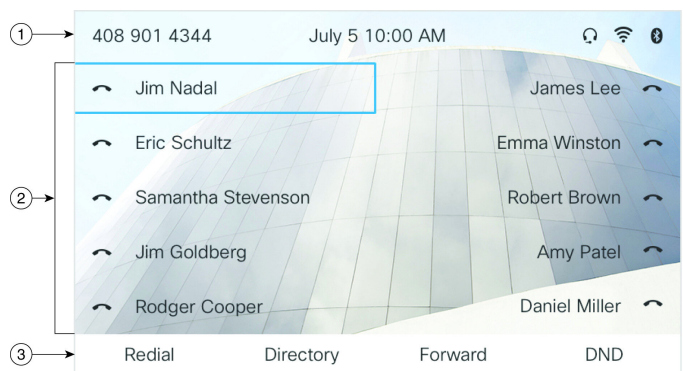 1
408 901 4344 July 5 10:00 AM
2
Jim Nadal James Lee
Eric Schultz Emma Winston
Samantha Stevenson Robert Brown
Jim Goldberg Amy Patel
Rodger Cooper Daniel Miller
3
Redial Directory Forward DND